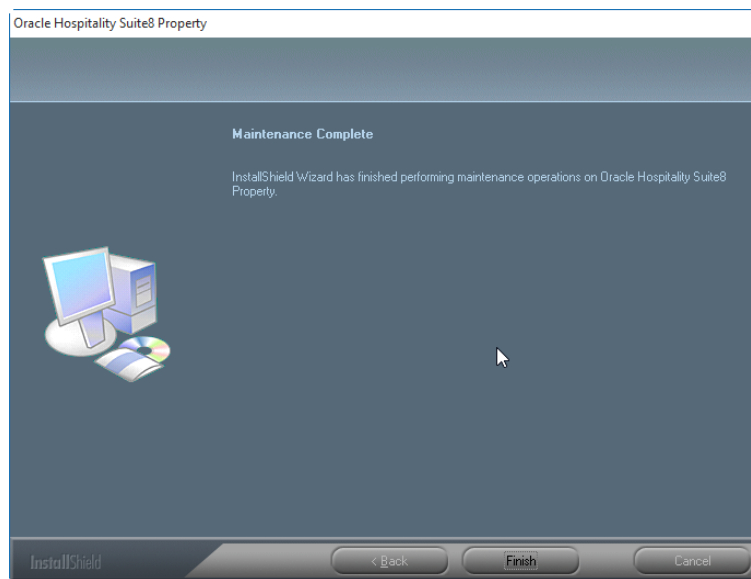 Oracle Hospitality Suite8 Property
Maintenance Complete
InstallShield Wizard has finished performing maintenance operations on Oracle Hospitality Suite8
Property.
InstallShield
< Back
Finish
Cancel